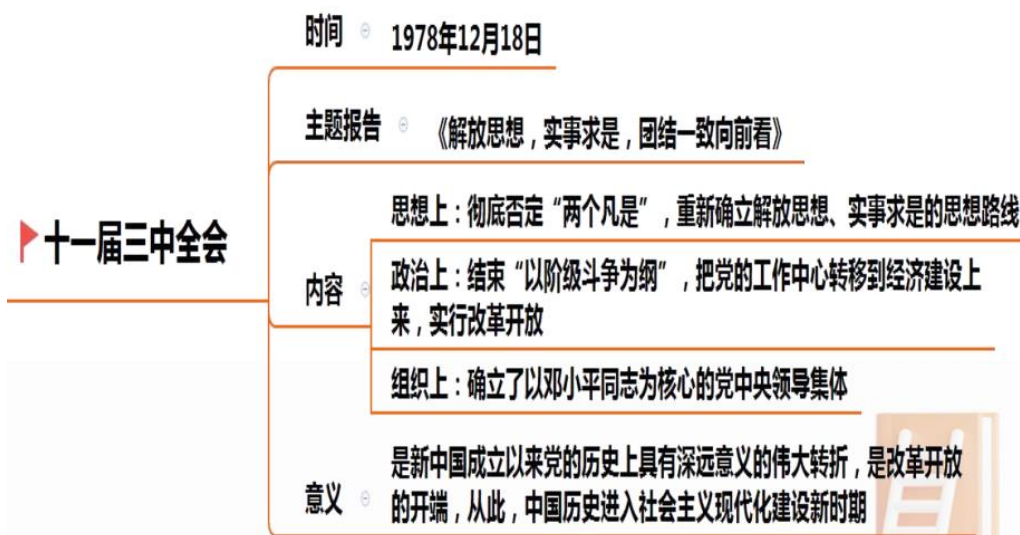 时间
1978年12月18日
主题报告
《解放思想，实事求是，团结一致向前看》
十一届三中全会
内容
思想上：彻底否定“两个凡是”，重新确立解放思想、实事求是的思想路线
政治上：结束“以阶级斗争为纲”，把党的工作中心转移到经济建设上
来，实行改革开放
组织上：确立了以邓小平同志为核心的党中央领导集体
意义
是新中国成立以来党的历史上具有深远意义的伟大转折，是改革开放
的开端，从此，中国历史进入社会主义现代化建设新时期